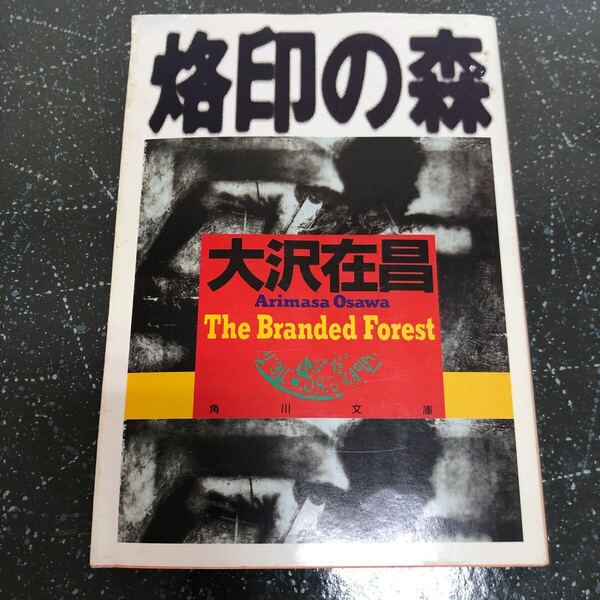 烙印の森
大沢在昌
Arimasa Osawa
The Branded Forest
角川文庫